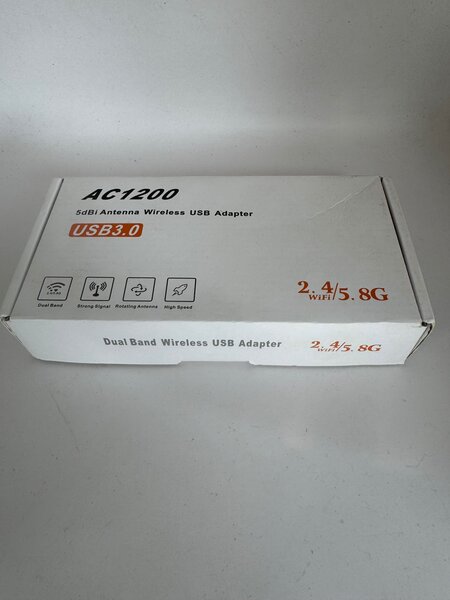 AC1200
5dBi Antenna Wireless USB Adapter
USB3.0
Dual Band
Strong Signal
Rotating Antenna
High Speed
2.4/5.8G
WiFi
Dual Band Wireless USB Adapter
2.4/5.8G
WiFi